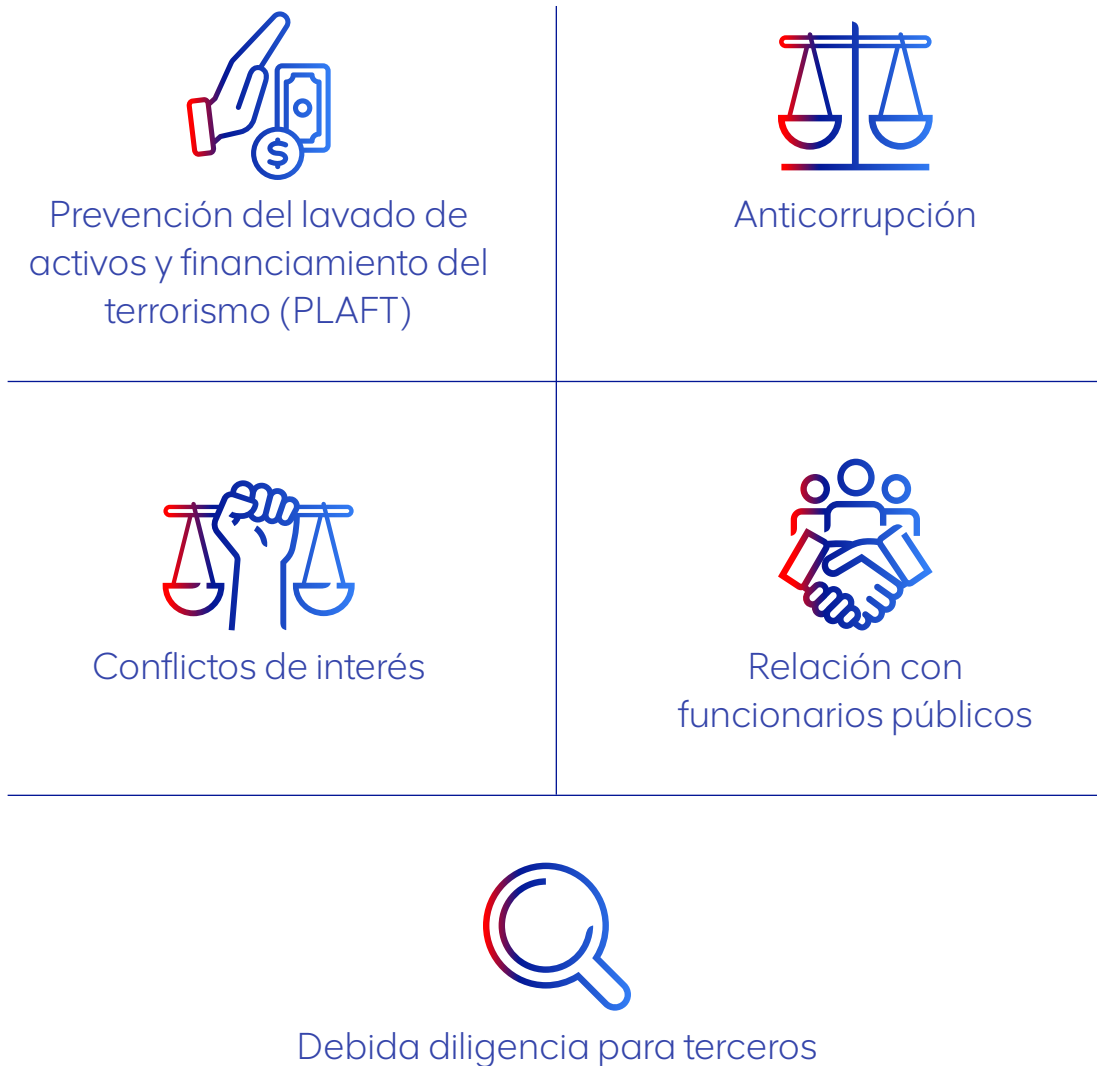 $
Prevención del lavado de
activos y financiamiento del
terrorismo (PLAFT)
Anticorrupción
Conflictos de interés
Relación con
funcionarios públicos
Debida diligencia para terceros